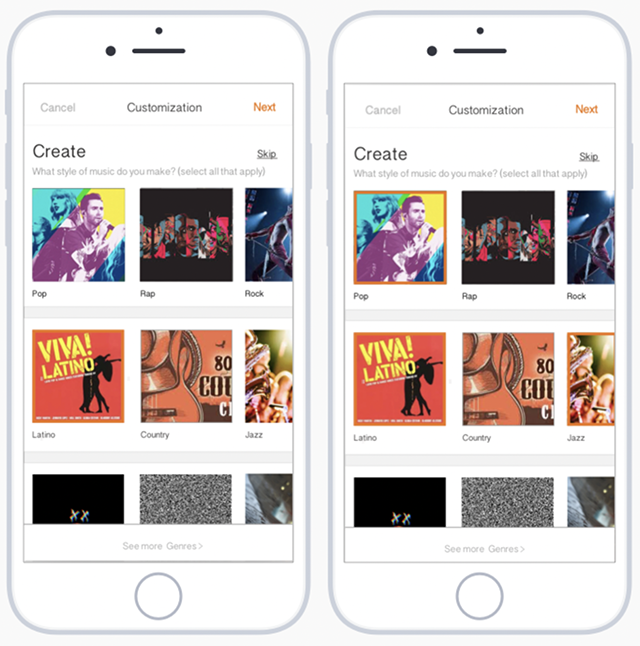 Cancel Customization Next
Create
Skip
What style of music do you make? (select all that apply)
Pop Rap Rock
VIVA!
LATINO
80
COU
Latino Country Jazz
See more Genres >
Cancel Customization Next
Create
Skip
What style of music do you make? (select all that apply)
Pop Rap Rock
VIVA!
LATINO
80
COU
Latino Country Jazz
See more Genres >